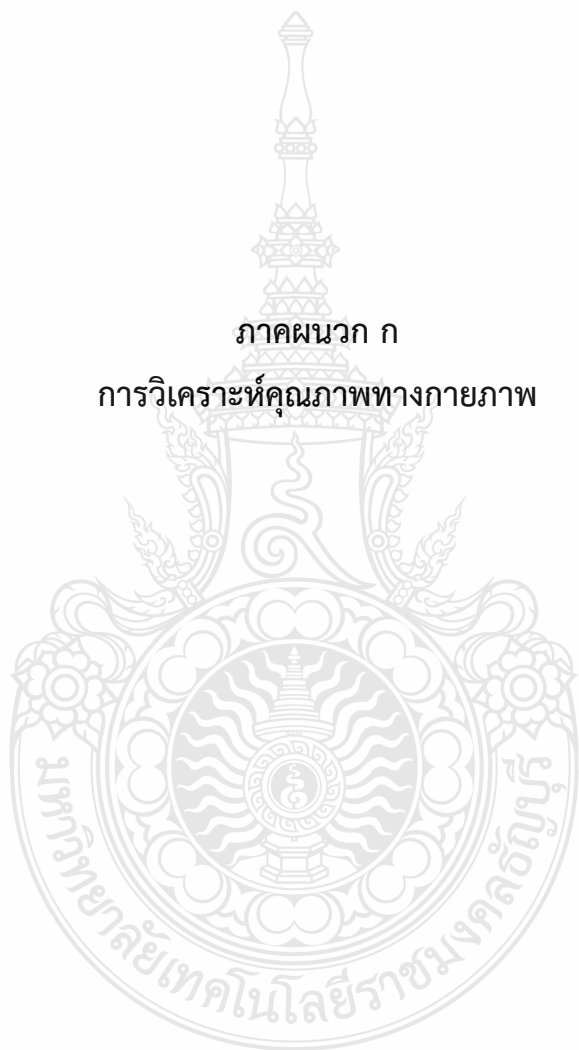 ภาคผนวก ก
การวิเคราะห์คุณภาพทางกายภาพ
มหาวิทยาลัยเทคโนโลยีราชมงคลธัญบุรี